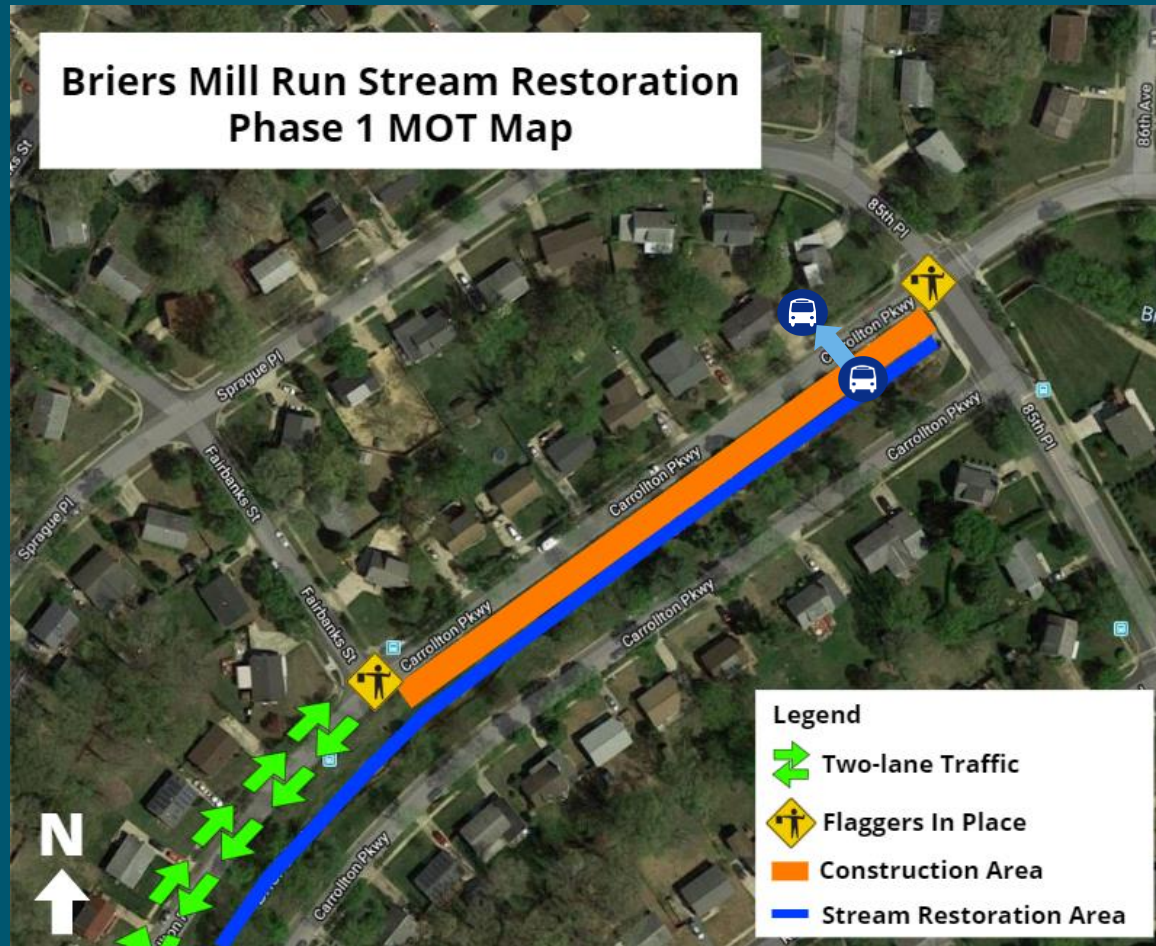 Briers Mill Run Stream Restoration
Phase 1 MOT Map
86th Ave
85th Pl
Carrollton Pkwy
Sprague Pl
Carrollton Pkwy
85th Pl
Fairbanks St
Carrollton Pkwy
Sprague Pl
Fairbanks St
Carrollton Pkwy
Carrollton Pkwy
Carrollton Pkwy
N
Legend
Two-lane Traffic
Flaggers In Place
Construction Area
Stream Restoration Area